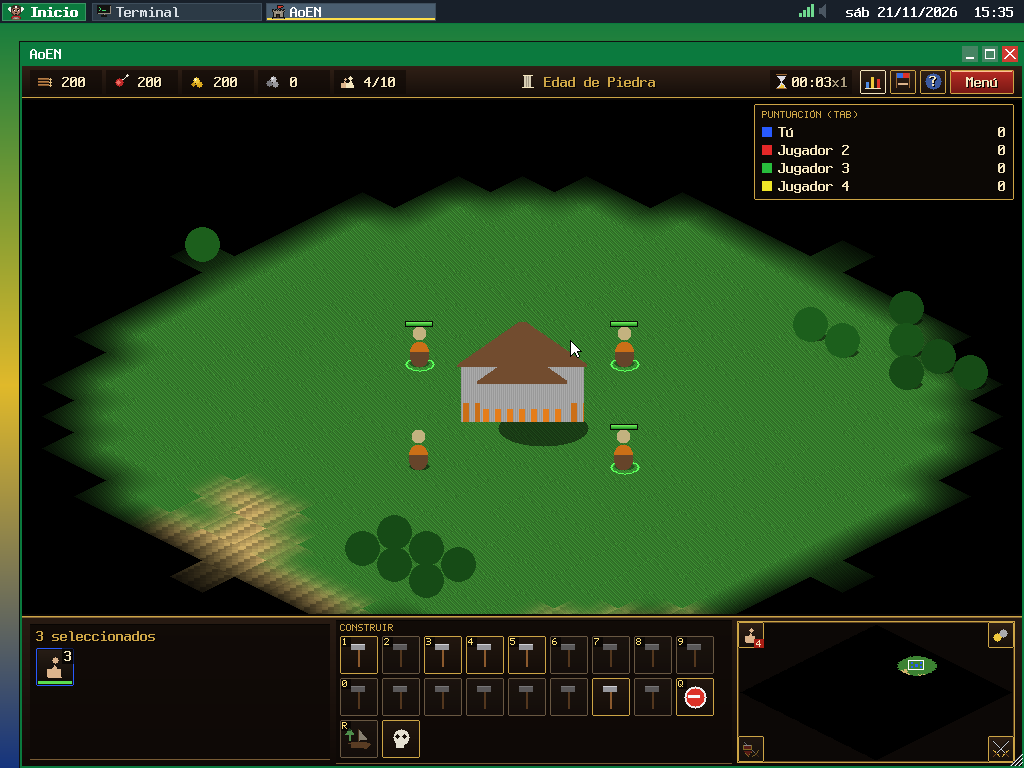 Inicio
Terminal
AoEN
sáb 21/11/2026
15:35
AoEN
200
200
200
0
4/10
Edad de Piedra
00:03x1
?
Menú
PUNTUACIÓN (TAB)
Tú 0
Jugador 2 0
Jugador 3 0
Jugador 4 0
3 seleccionados
3
CONSTRUIR
1 2 3 4 5 6 7 8 9
0 Q
R
4